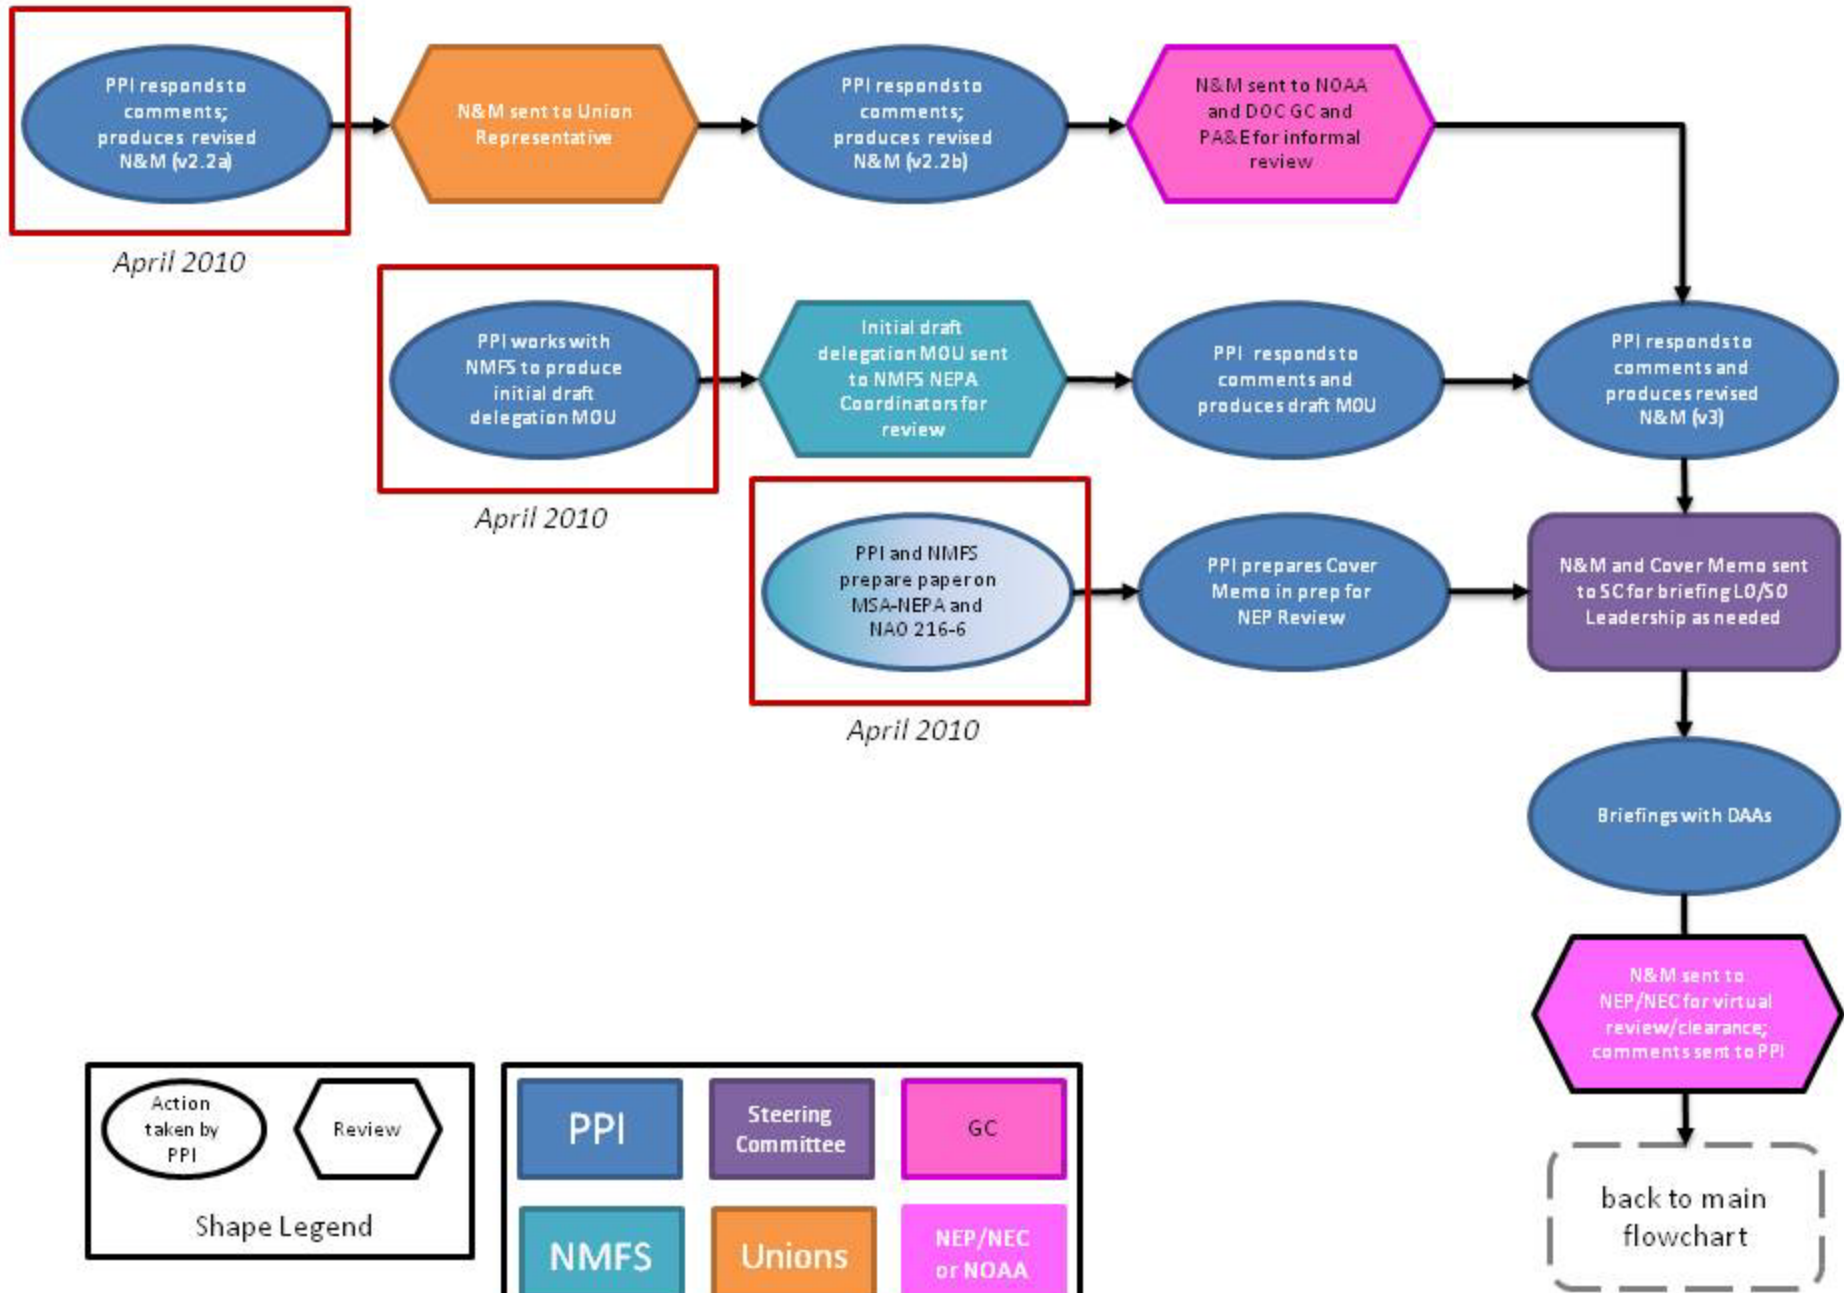 PPI responds to
comments;
produces revised
N&M (v2.2a)
N&M sent to Union
Representative
PPI responds to
comments;
produces revised
N&M (v2.2b)
N&M sent to NOAA
and DOC GC and
PA&E for informal
review
April 2010
PPI works with
NMFS to produce
initial draft
delegation MOU
Initial draft
delegation MOU sent
to NMFS NEPA
Coordinators for
review
PPI responds to
comments and
produces draft MOU
PPI responds to
comments and
produces revised
N&M (v3)
April 2010
PPI and NMFS
prepare paper on
MSA-NEPA and
NAO 216-6
PPI prepares Cover
Memo in prep for
NEP Review
N&M and Cover Memo sent
to SC for briefing LO/SO
Leadership as needed
April 2010
Briefings with DAAs
N&M sent to
NEP/NEC for virtual
review/clearance;
comments sent to PPI
back to main
flowchart
Action
taken by
PPI
Review
Shape Legend
PPI
Steering
Committee
GC
NMFS
Unions
NEP/NEC
or NOAA